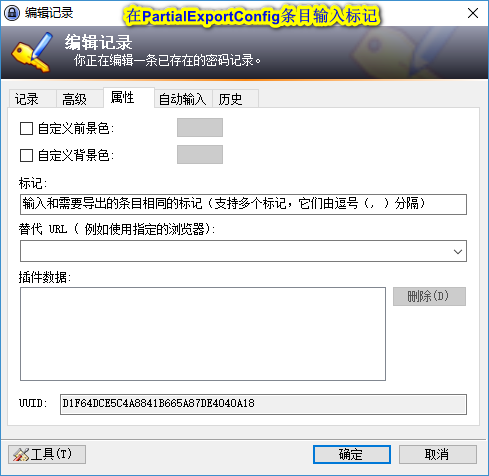 编辑记录
在PartialExportConfig条目输入标记
编辑记录
你正在编辑一条已存在的密码记录。
记录 高级 属性 自动输入 历史
自定义前景色:
自定义背景色:
标记:
输入和需要导出的条目相同的标记（支持多个标记，它们由逗号（, ）分隔）
替代 URL ( 例如使用指定的浏览器):
插件数据:
删除(D)
UUID: D1F64DCE5C4A8841B665A87DE4040A18
工具(T) 确定 取消